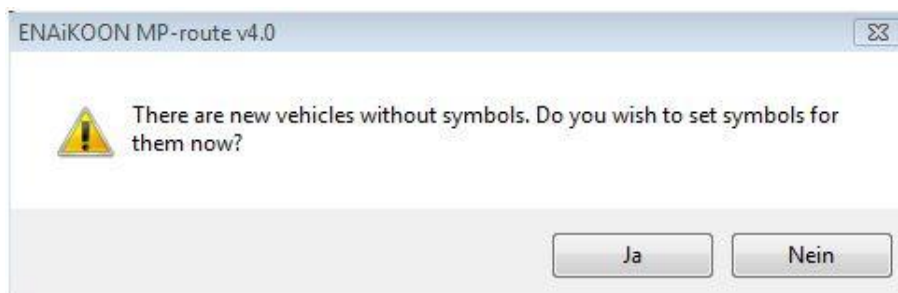 ENAiKOON MP-route v4.0
There are new vehicles without symbols. Do you wish to set symbols for
them now?
Ja
Nein